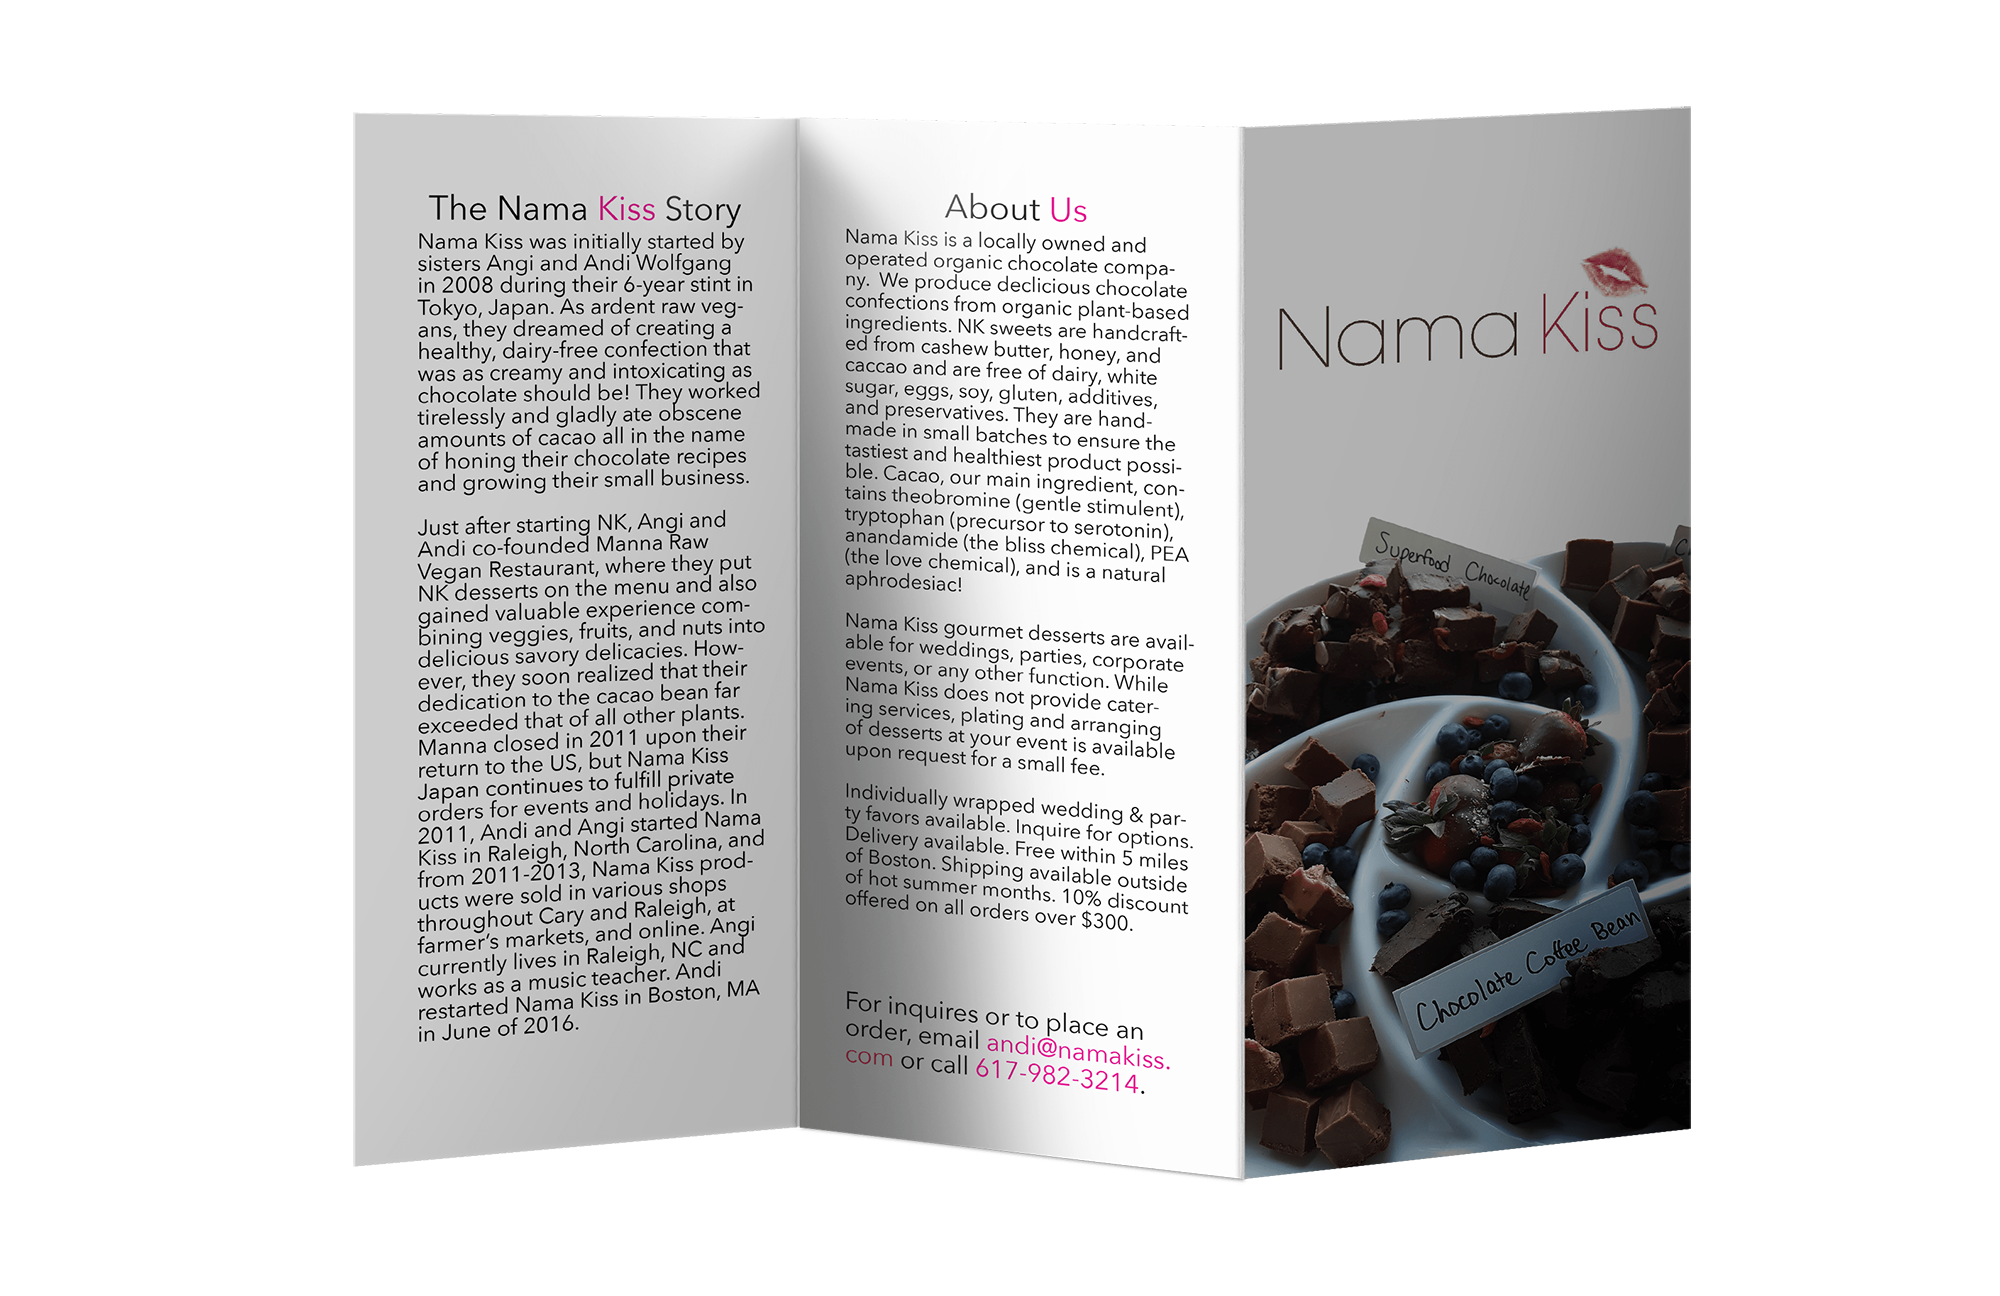 The Nama Kiss Story
Nama Kiss was initially started by
sisters Angi and Andi Wolfgang
in 2008 during their 6-year stint in
Tokyo, Japan. As ardent raw veg-
ans, they dreamed of creating a
healthy, dairy-free confection that
was as creamy and intoxicating as
chocolate should be! They worked
tirelessly and gladly ate obscene
amounts of cacao all in the name
of honing their chocolate recipes
and growing their small business.
Just after starting NK, Angi and
Andi co-founded Manna Raw
Vegan Restaurant, where they put
NK desserts on the menu and also
gained valuable experience com-
bining veggies, fruits, and nuts into
delicious savory delicacies. How-
ever, they soon realized that their
dedication to the cacao bean far
exceeded that of all other plants.
Manna closed in 2011 upon their
return to the US, but Nama Kiss
Japan continues to fulfill private
orders for events and holidays. In
2011, Andi and Angi started Nama
Kiss in Raleigh, North Carolina, and
from 2011-2013, Nama Kiss prod-
ucts were sold in various shops
throughout Cary and Raleigh, at
farmer's markets, and online. Angi
currently lives in Raleigh, NC and
works as a music teacher. Andi
restarted Nama Kiss in Boston, MA
in June of 2016.
About Us
Nama Kiss is a locally owned and
operated organic chocolate compa-
ny. We produce declicious chocolate
confections from organic plant-based
ingredients. NK sweets are handcraft-
ed from cashew butter, honey, and
caccao and are free of dairy, white
sugar, eggs, soy, gluten, additives,
and preservatives. They are hand-
made in small batches to ensure the
tastiest and healthiest product possi-
ble. Cacao, our main ingredient, con-
tains theobromine (gentle stimulent),
tryptophan (precursor to serotonin),
anandamide (the bliss chemical), PEA
(the love chemical), and is a natural
aphrodesiac!
Nama Kiss gourmet desserts are avail-
able for weddings, parties, corporate
events, or any other function. While
Nama Kiss does not provide cater-
ing services, plating and arranging
of desserts at your event is available
upon request for a small fee.
Individually wrapped wedding & par-
ty favors available. Inquire for options.
Delivery available. Free within 5 miles
of Boston. Shipping available outside
of hot summer months. 10% discount
offered on all orders over $300.
For inquires or to place an
order, email andi@namakiss.
com or call 617-982-3214.
Nama Kiss
Superfood Chocolate
Chocolate Coffee Bean